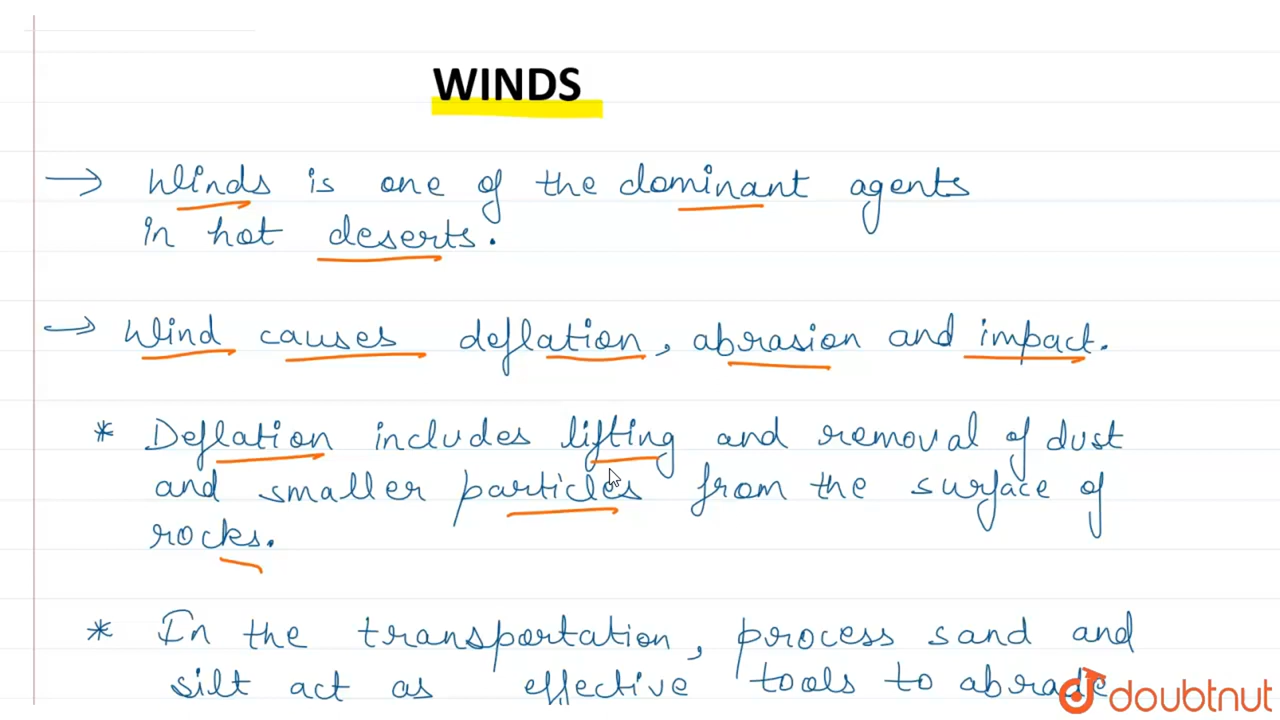 WINDS
→ Winds is one of the dominant agents
in hot deserts.
→ Wind causes deflation, abrasion and impact.
* Deflation includes lifting and removal of dust
and smaller particles from the surface of
rocks.
* In the transportation, process sand and
silt act as effective tools to abrade
doubtnut